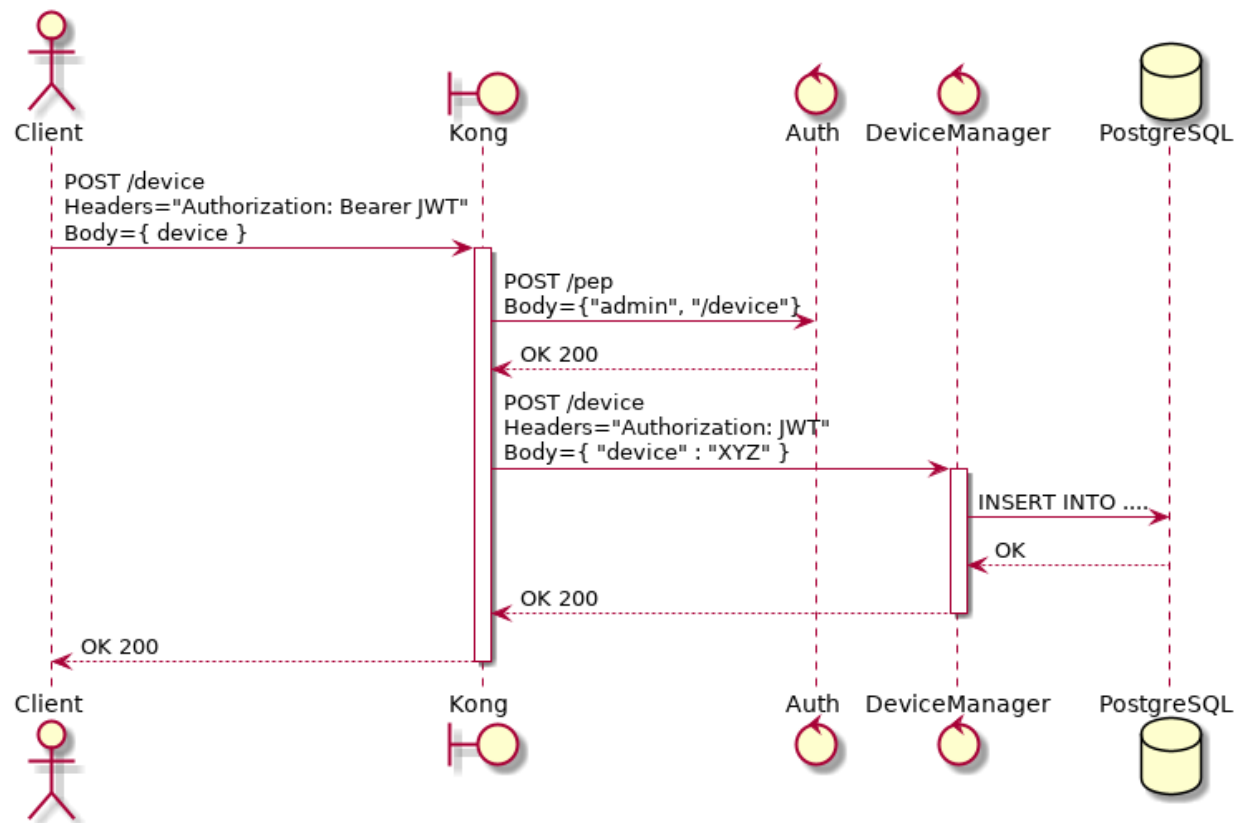 Client
Kong
Auth
DeviceManager
PostgreSQL
POST /device
Headers="Authorization: Bearer JWT"
Body={ device }
POST /pep
Body={"admin", "/device"}
OK 200
POST /device
Headers="Authorization: JWT"
Body={ "device" : "XYZ" }
INSERT INTO ....
OK
OK 200
OK 200
Client
Kong
Auth
DeviceManager
PostgreSQL